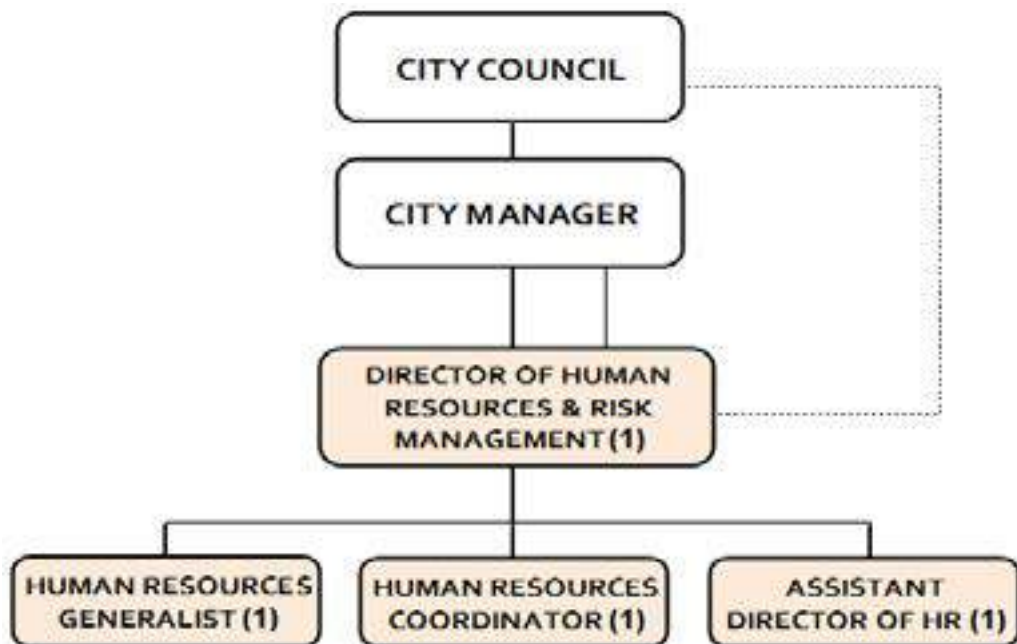 CITY COUNCIL
CITY MANAGER
DIRECTOR OF HUMAN
RESOURCES & RISK
MANAGEMENT (1)
HUMAN RESOURCES
GENERALIST (1)
HUMAN RESOURCES
COORDINATOR (1)
ASSISTANT
DIRECTOR OF HR (1)